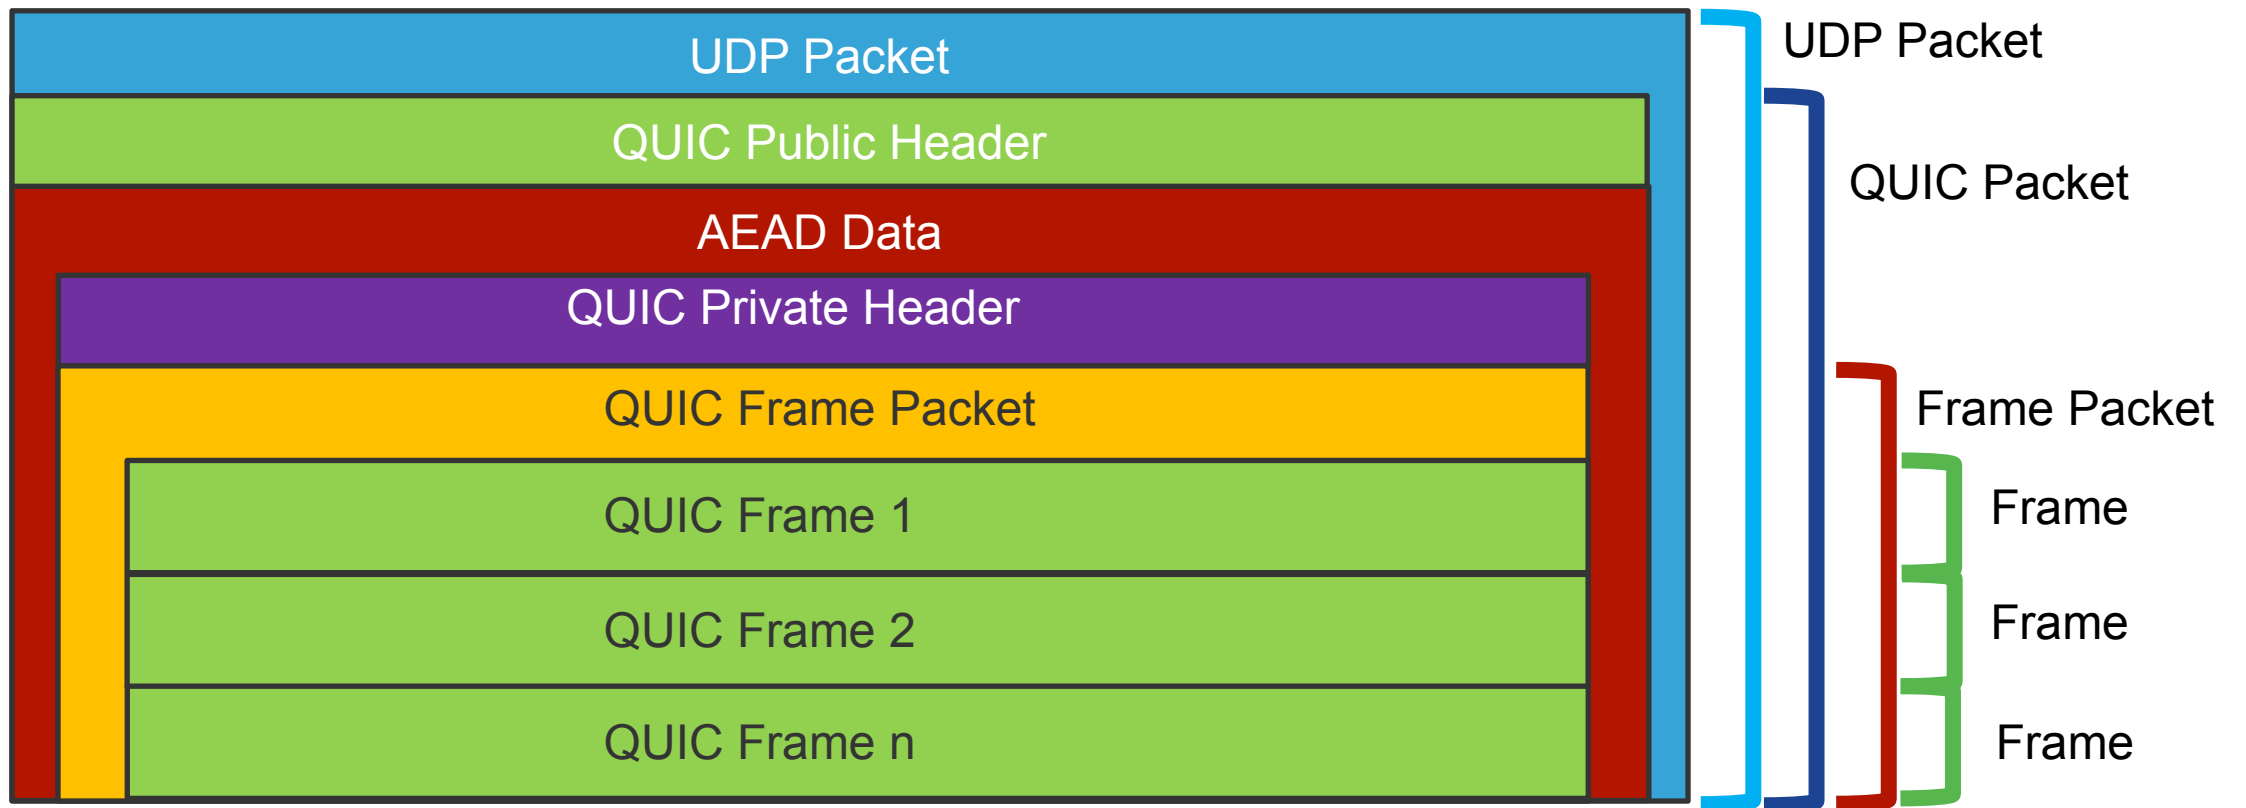 UDP Packet
QUIC Public Header
AEAD Data
QUIC Private Header
QUIC Frame Packet
QUIC Frame 1
QUIC Frame 2
QUIC Frame n
UDP Packet
QUIC Packet
Frame Packet
Frame
Frame
Frame